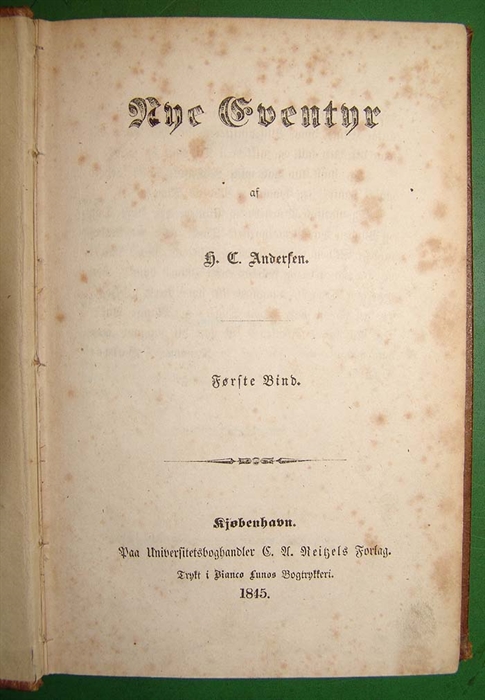 Nye Eventyr
af
H. C. Andersen.
Første Bind.
Kjøbenhavn.
Paa Universitetsboghandler C. A. Reitzels Forlag.
Trykt i Bianco Lunos Bogtrykkeri.
1845.